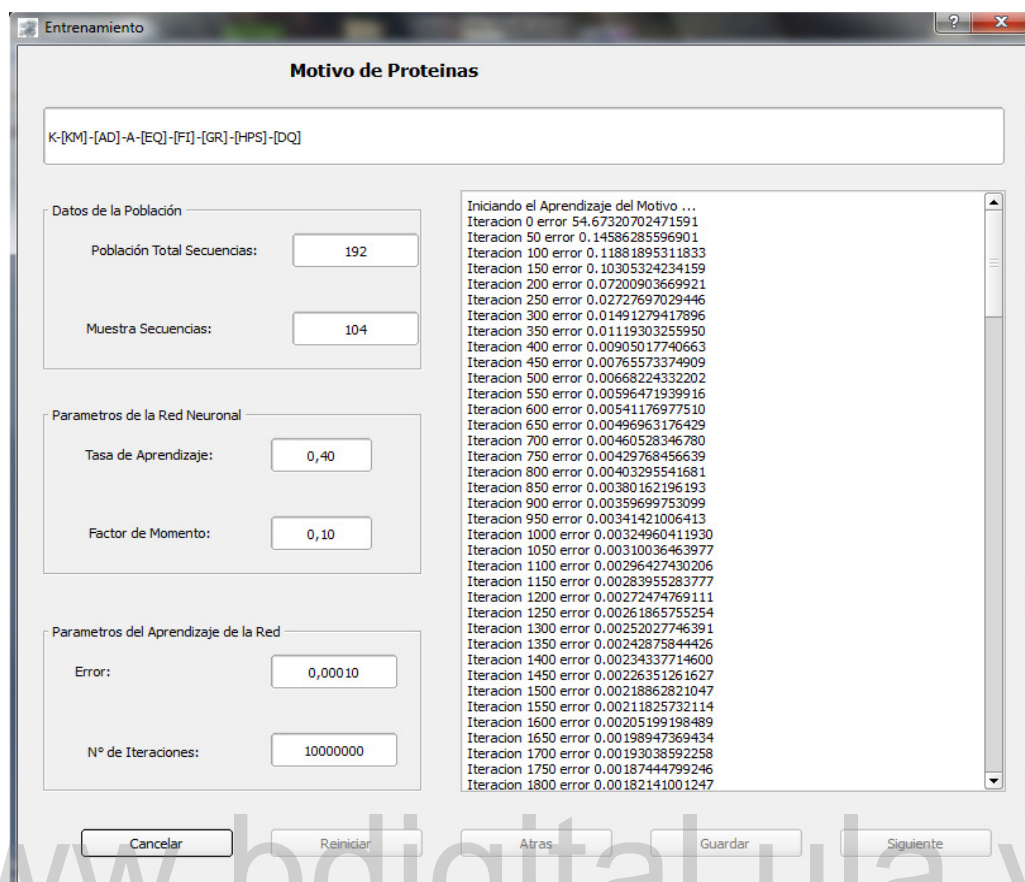 Entrenamiento
Motivo de Proteinas
K-[KM]-[AD]-A-[EQ]-[FI]-[GR]-[HPS]-[DQ]
Datos de la Población
Población Total Secuencias: 192
Muestra Secuencias: 104
Parametros de la Red Neuronal
Tasa de Aprendizaje: 0,40
Factor de Momento: 0,10
Parametros del Aprendizaje de la Red
Error: 0,00010
Nº de Iteraciones: 10000000
Iniciando el Aprendizaje del Motivo ...
Iteracion 0 error 54.67320702471591
Iteracion 50 error 0.14586285596901
Iteracion 100 error 0.11881895311833
Iteracion 150 error 0.10305324234159
Iteracion 200 error 0.07200903669921
Iteracion 250 error 0.02727697029446
Iteracion 300 error 0.01491279417896
Iteracion 350 error 0.01119303255950
Iteracion 400 error 0.00905017740663
Iteracion 450 error 0.00765573374909
Iteracion 500 error 0.00668224332202
Iteracion 550 error 0.00596471939916
Iteracion 600 error 0.00541176977510
Iteracion 650 error 0.00496963176429
Iteracion 700 error 0.00460528346780
Iteracion 750 error 0.00429768456639
Iteracion 800 error 0.00403295541681
Iteracion 850 error 0.00380162196193
Iteracion 900 error 0.00359699753099
Iteracion 950 error 0.00341421006413
Iteracion 1000 error 0.00324960411930
Iteracion 1050 error 0.00310036463977
Iteracion 1100 error 0.00296427430206
Iteracion 1150 error 0.00283955283777
Iteracion 1200 error 0.00272474769111
Iteracion 1250 error 0.00261865755254
Iteracion 1300 error 0.00252027746391
Iteracion 1350 error 0.00242875844426
Iteracion 1400 error 0.00234337714600
Iteracion 1450 error 0.00226351261627
Iteracion 1500 error 0.00218862821047
Iteracion 1550 error 0.00211825732114
Iteracion 1600 error 0.00205199198489
Iteracion 1650 error 0.00198947369434
Iteracion 1700 error 0.00193038592258
Iteracion 1750 error 0.00187444799246
Iteracion 1800 error 0.00182141001247
Cancelar Reiniciar Atras Guardar Siguiente